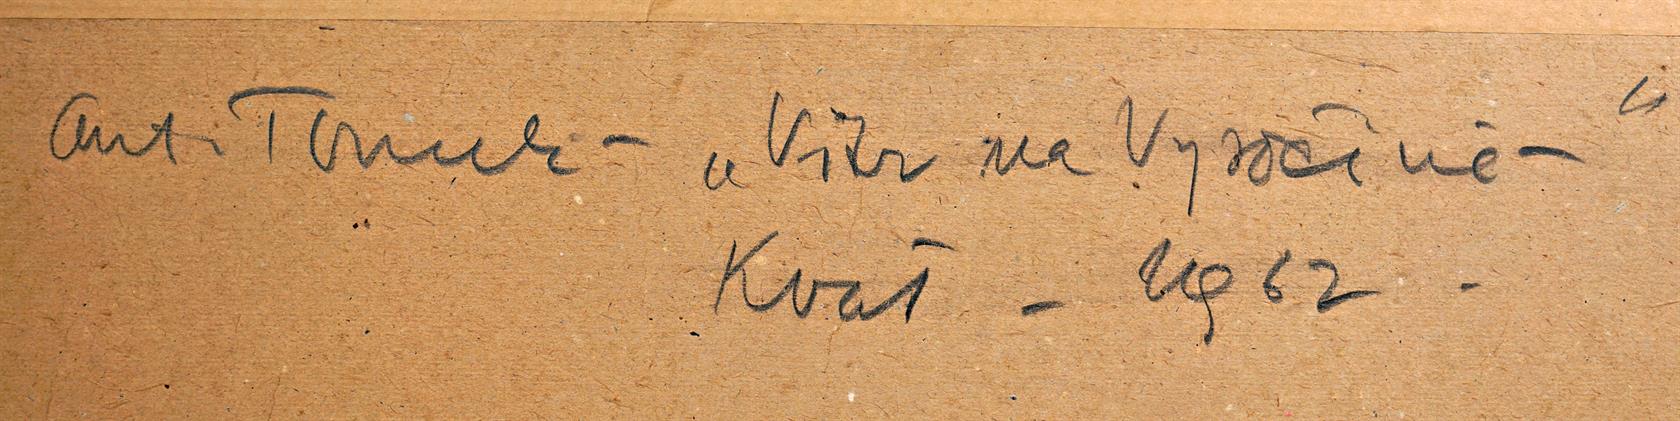 Ant. Tomek - „Vítr na Vysočině - “
Kvaš - 1962 -